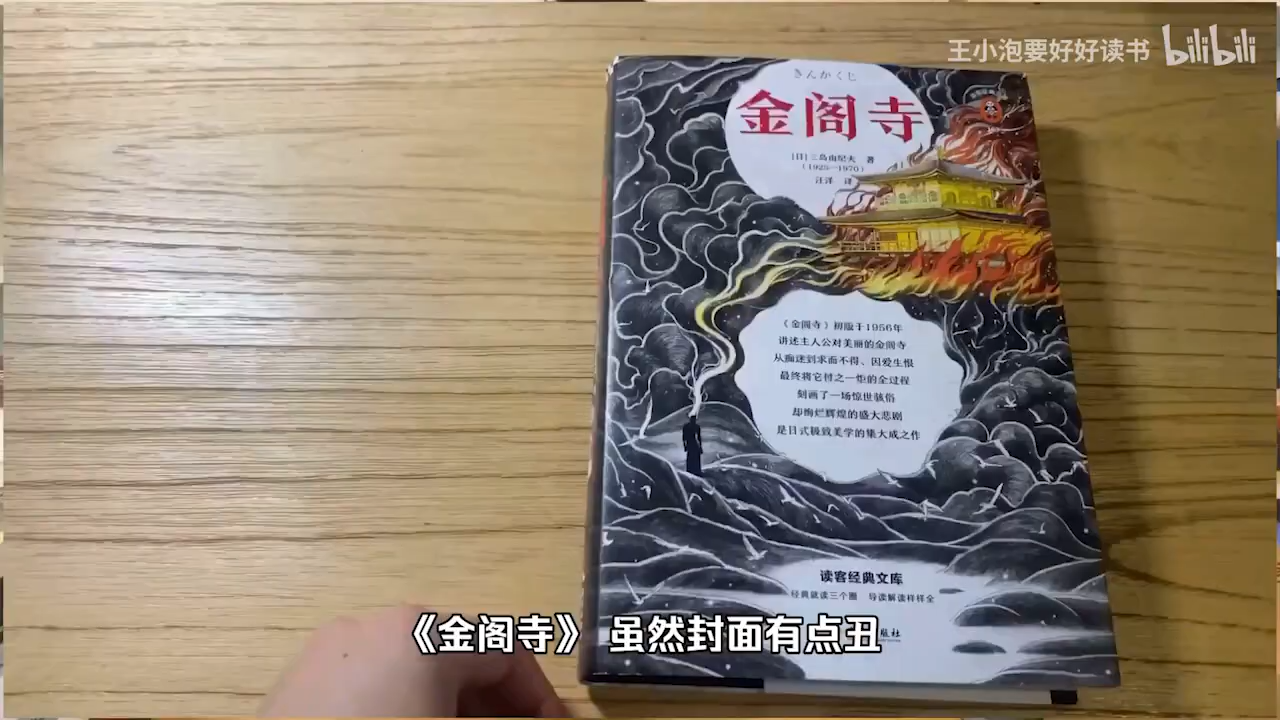 王小泡要好好读书 bilibili
きんかくじ
金阁寺
[日]三岛由纪夫 著
(1925—1970)
汪洋 译
《金阁寺》初版于1956年
讲述主人公对美丽的金阁寺
从痴迷到求而不得、因爱生恨
最终将它付之一炬的全过程
刻画了一场惊世骇俗
却绚烂辉煌的盛大悲剧
是日式极致美学的集大成之作
读客经典文库
经典就读三个圈 导读解读样样全
版社
《金阁寺》 虽然封面有点丑